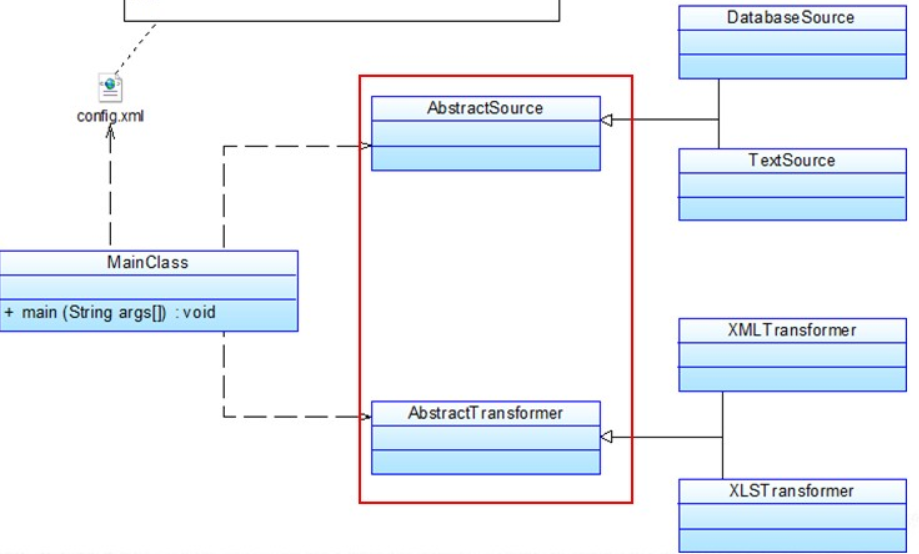 DatabaseSource
config.xml
AbstractSource
TextSource
MainClass
+ main (String args[]) : void
XMLTransformer
AbstractTransformer
XLSTransformer